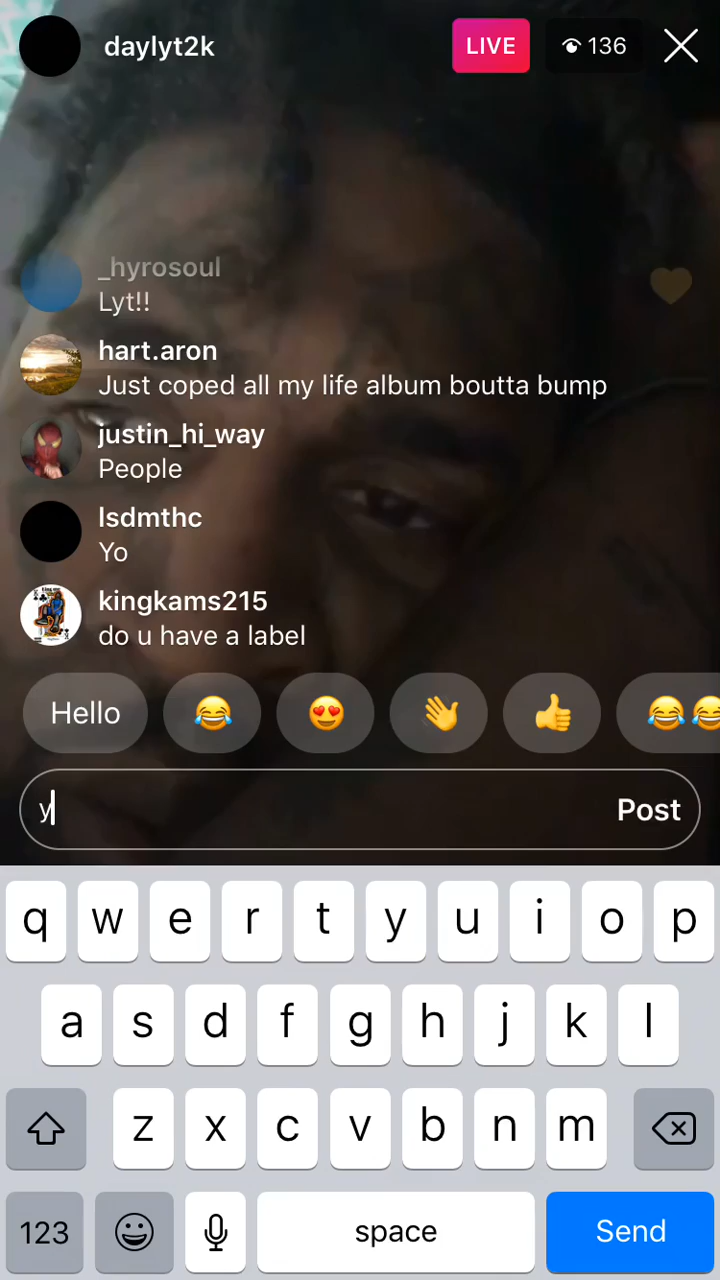 daylyt2k
LIVE
136
_hyrosoul
Lyt!!
hart.aron
Just coped all my life album boutta bump
justin_hi_way
People
lsdmthc
Yo
kingkams215
do u have a label
Hello
y
Post
q w e r t y u i o p
a s d f g h j k l
z x c v b n m
123 space Send